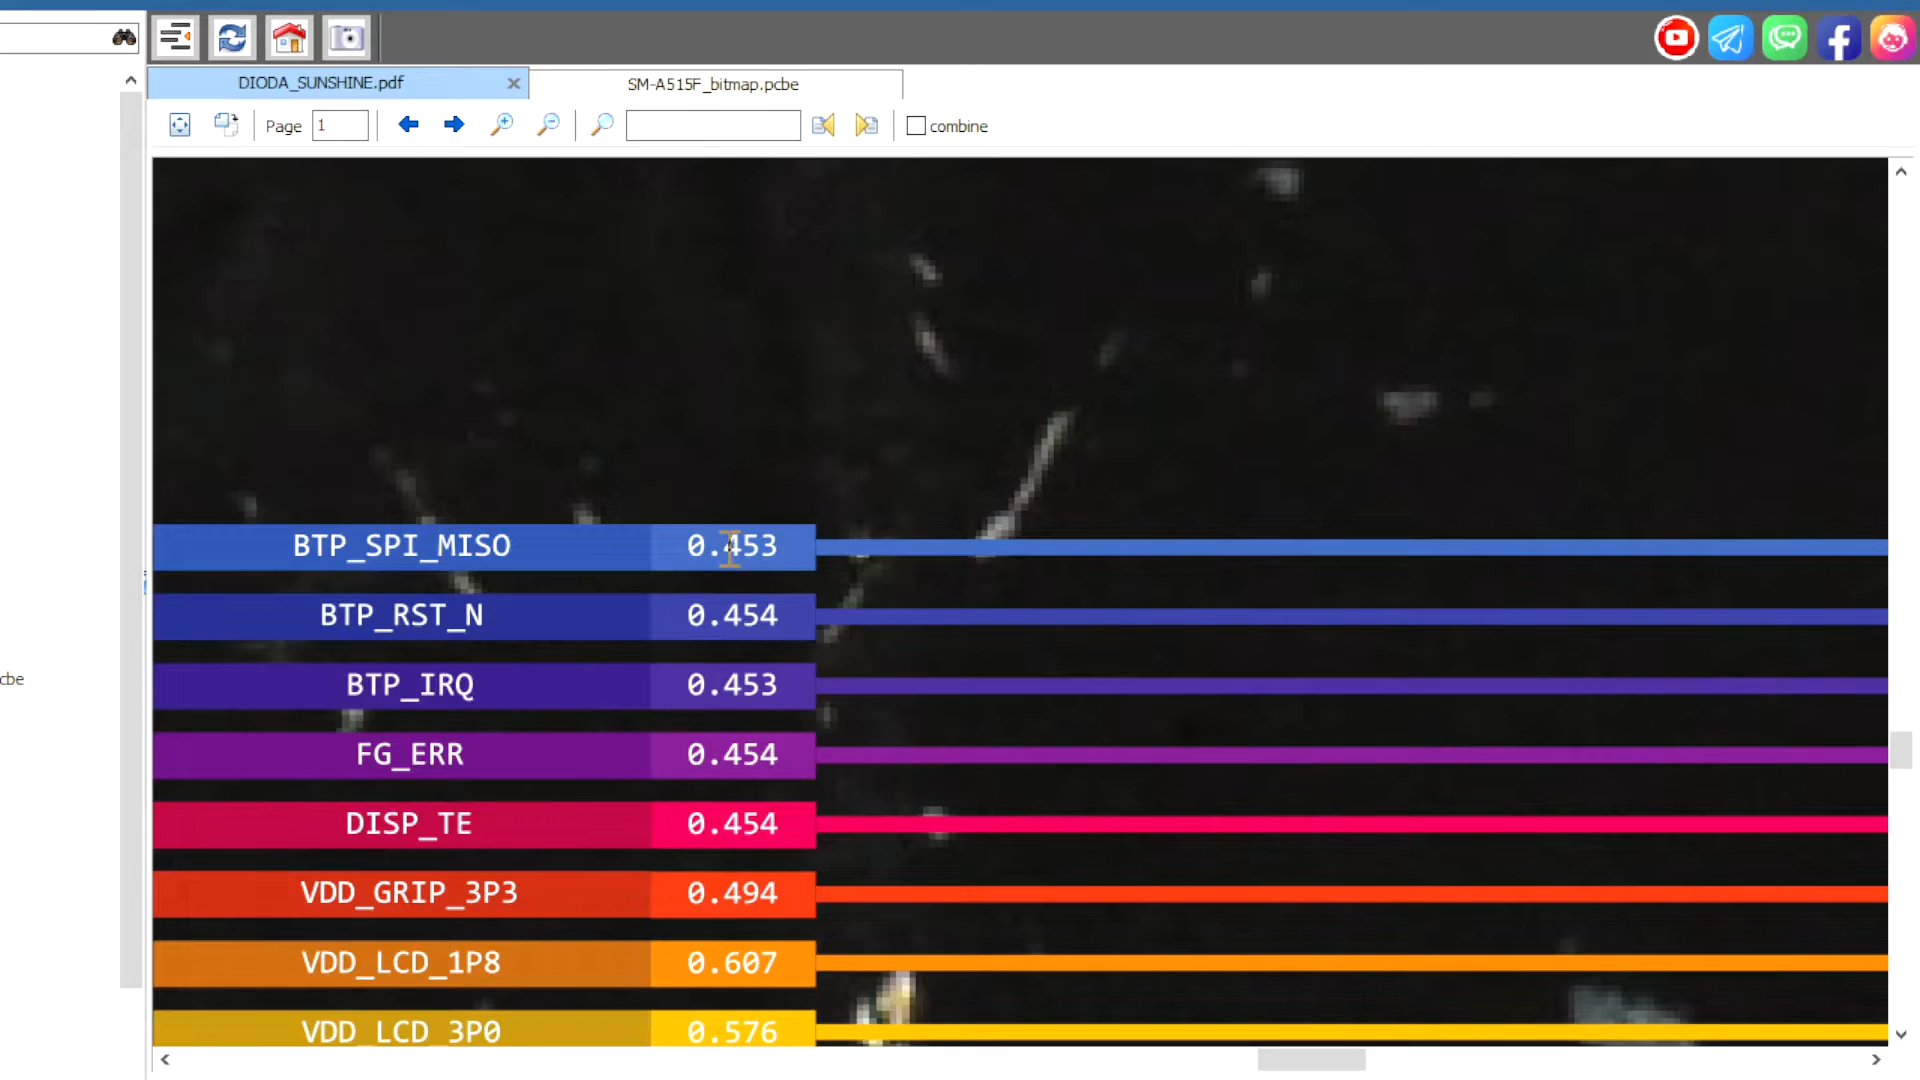 DIODA_SUNSHINE.pdf
SM-A515F_bitmap.pcbe
Page 1
combine
BTP_SPI_MISO 0.453
BTP_RST_N 0.454
BTP_IRQ 0.453
cbe
FG_ERR 0.454
DISP_TE 0.454
VDD_GRIP_3P3 0.494
VDD_LCD_1P8 0.607
VDD_LCD_3P0 0.576